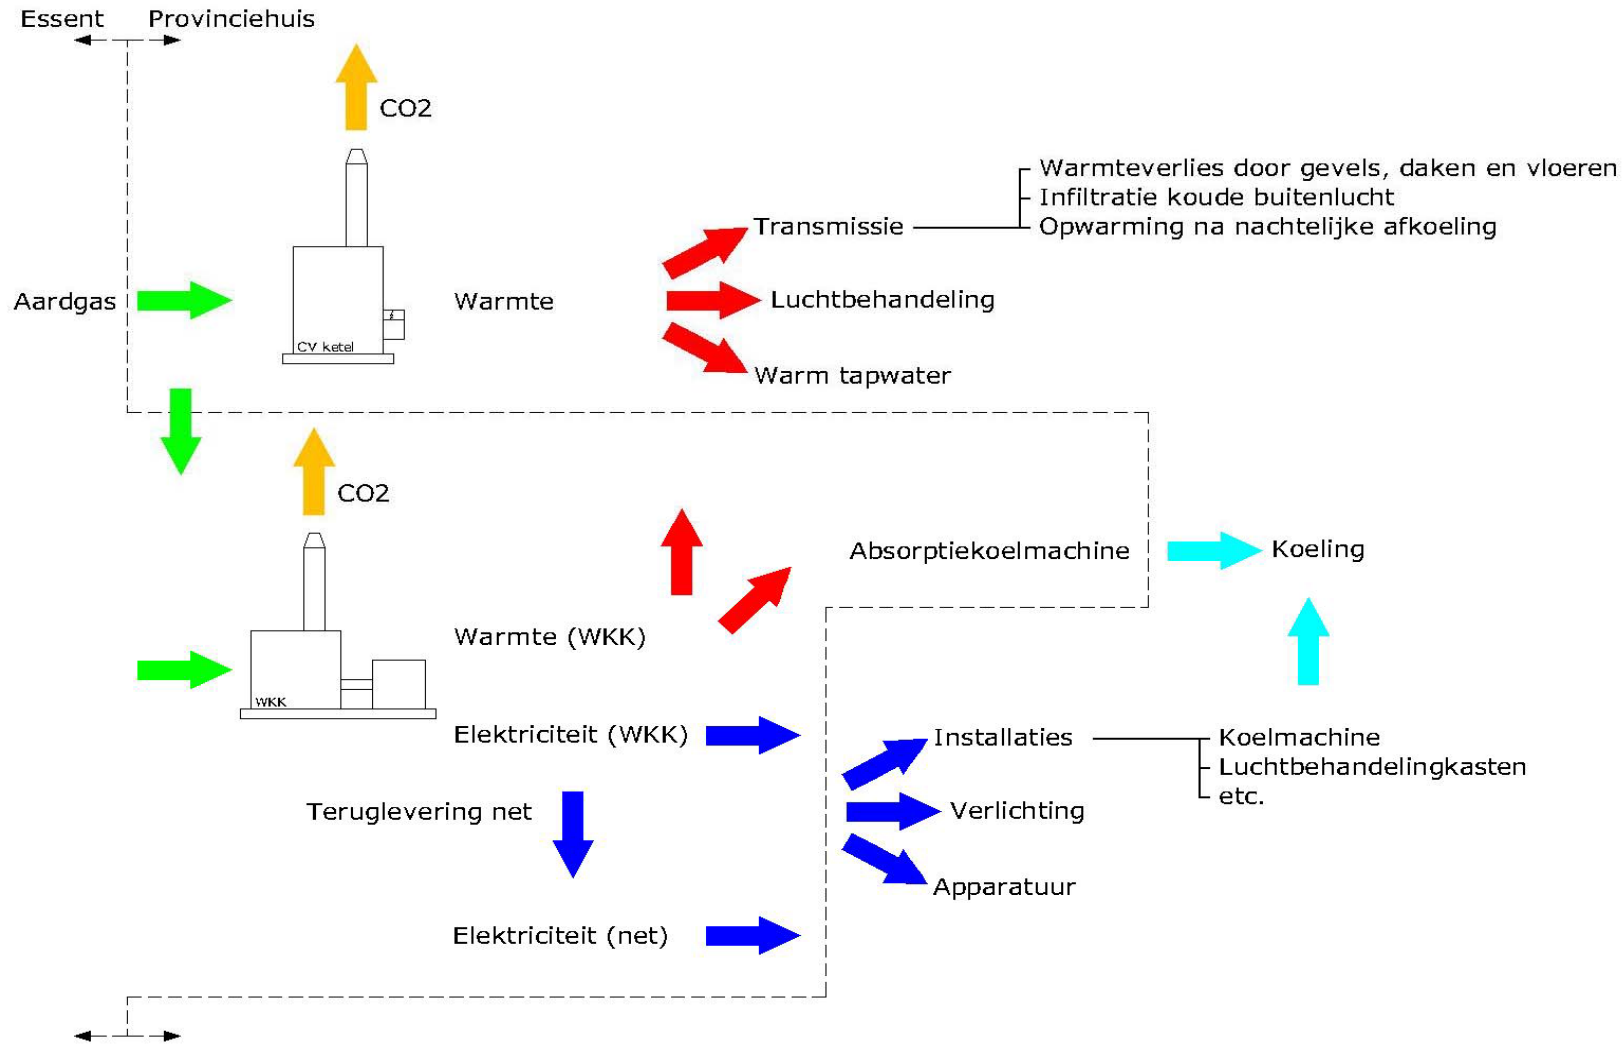 Essent Provinciehuis
CO2
Warmteverlies door gevels, daken en vloeren
Infiltratie koude buitenlucht
Transmissie
Opwarming na nachtelijke afkoeling
Aardgas
Warmte
Luchtbehandeling
CV ketel
Warm tapwater
CO2
Absorptiekoelmachine
Koeling
Warmte (WKK)
WKK
Elektriciteit (WKK)
Installaties
Koelmachine
Luchtbehandelingkasten
etc.
Teruglevering net
Verlichting
Apparatuur
Elektriciteit (net)